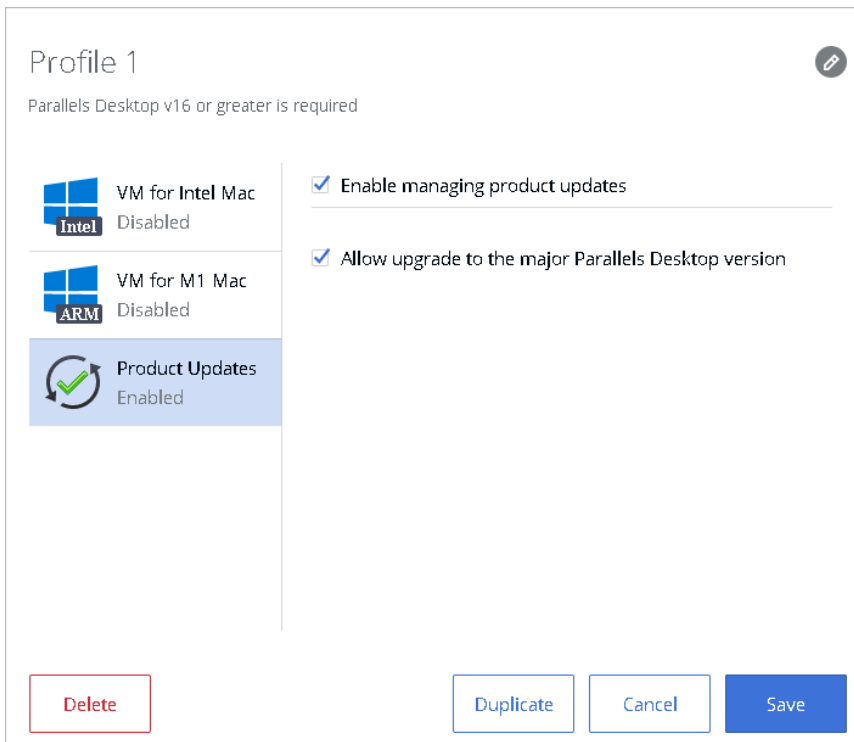 Profile 1
Parallels Desktop v16 or greater is required
VM for Intel Mac
Disabled
Intel
VM for M1 Mac
Disabled
ARM
Product Updates
Enabled
Enable managing product updates
Allow upgrade to the major Parallels Desktop version
Delete
Duplicate
Cancel
Save